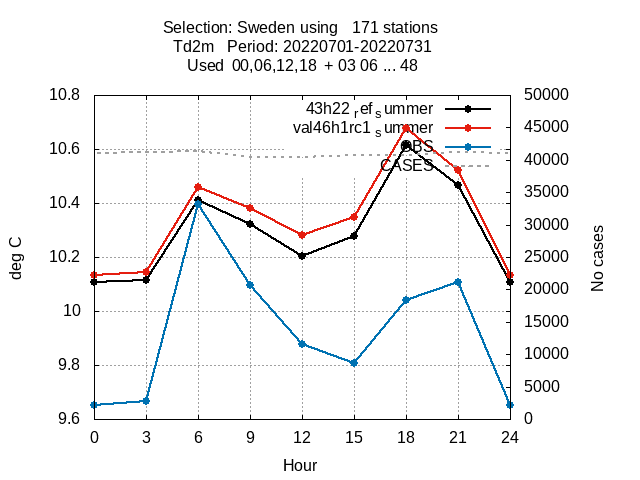 Selection: Sweden using   171 stations
Td2m   Period: 20220701-20220731
Used  00,06,12,18  + 03 06 ... 48
10.8
10.6
10.4
10.2
10
9.8
9.6
deg C
50000
45000
40000
35000
30000
25000
20000
15000
10000
5000
0
No cases
43h22 ref summer
val46h1rc1 summer
OBS
CASES
0 3 6 9 12 15 18 21 24
Hour